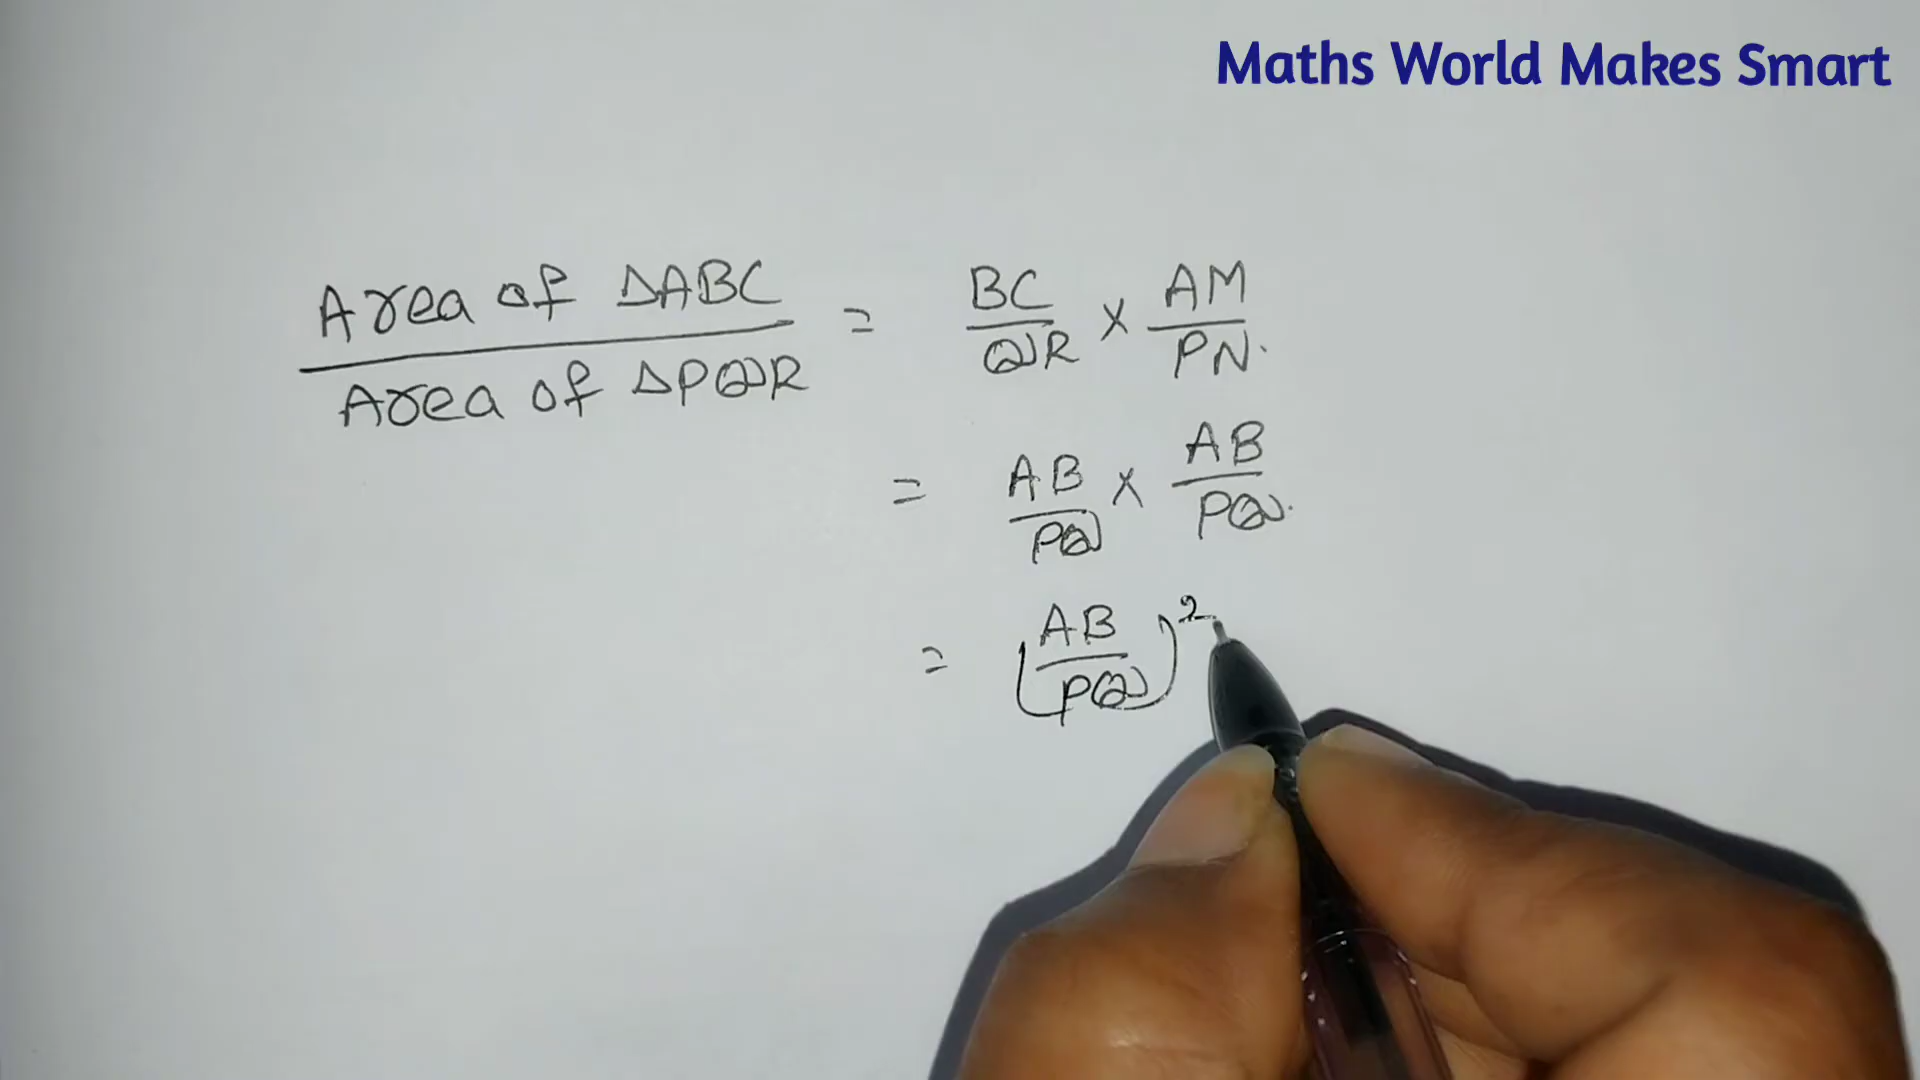 Maths World Makes Smart
Area of ΔABC / Area of ΔPQR = BC/QR × AM/PN.
= AB/PQ × AB/PQ.
= (AB/PQ)²